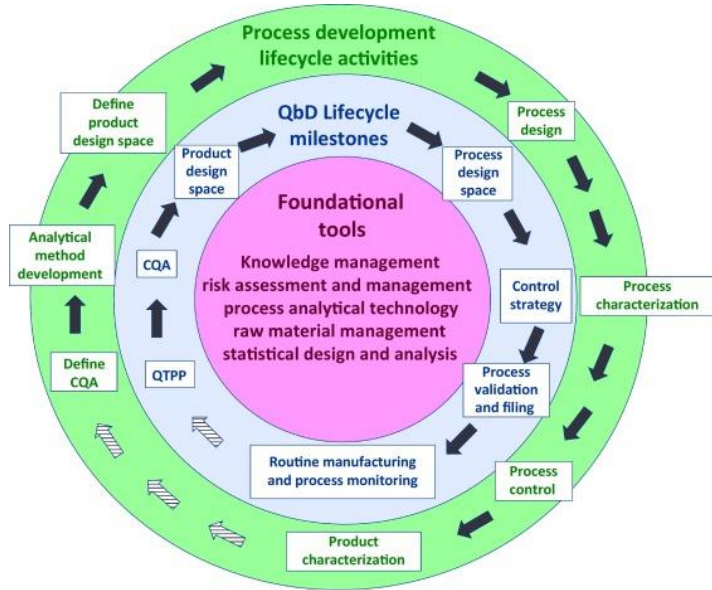 Process development
lifecycle activities
Define
product
design space
Process
design
QbD Lifecycle
milestones
Product
design
space
Process
design
space
Foundational
tools
Analytical
method
development
CQA
Knowledge management
risk assessment and management
process analytical technology
raw material management
statistical design and analysis
Control
strategy
Process
characterization
Define
CQA
QTPP
Process
validation
and filing
Routine manufacturing
and process monitoring
Process
control
Product
characterization